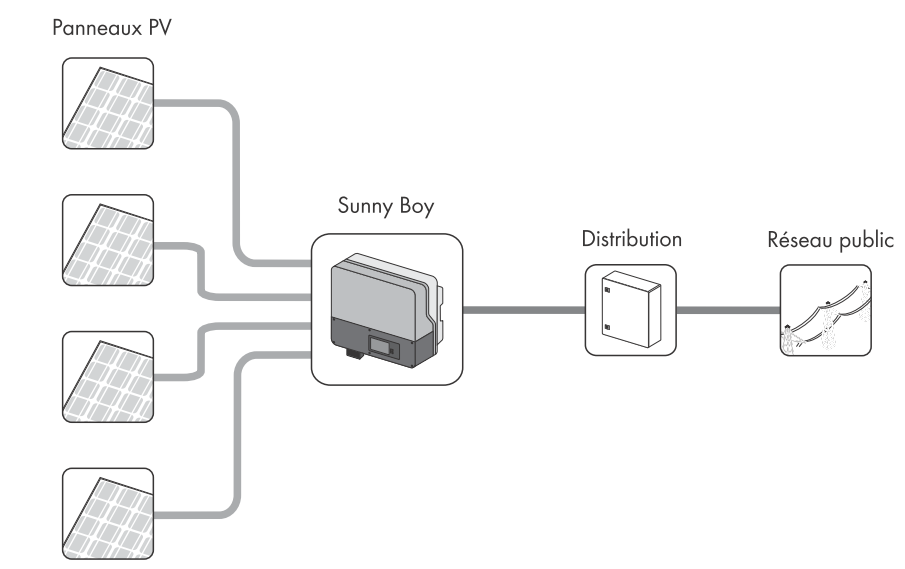 Panneaux PV
Sunny Boy
Distribution
Réseau public